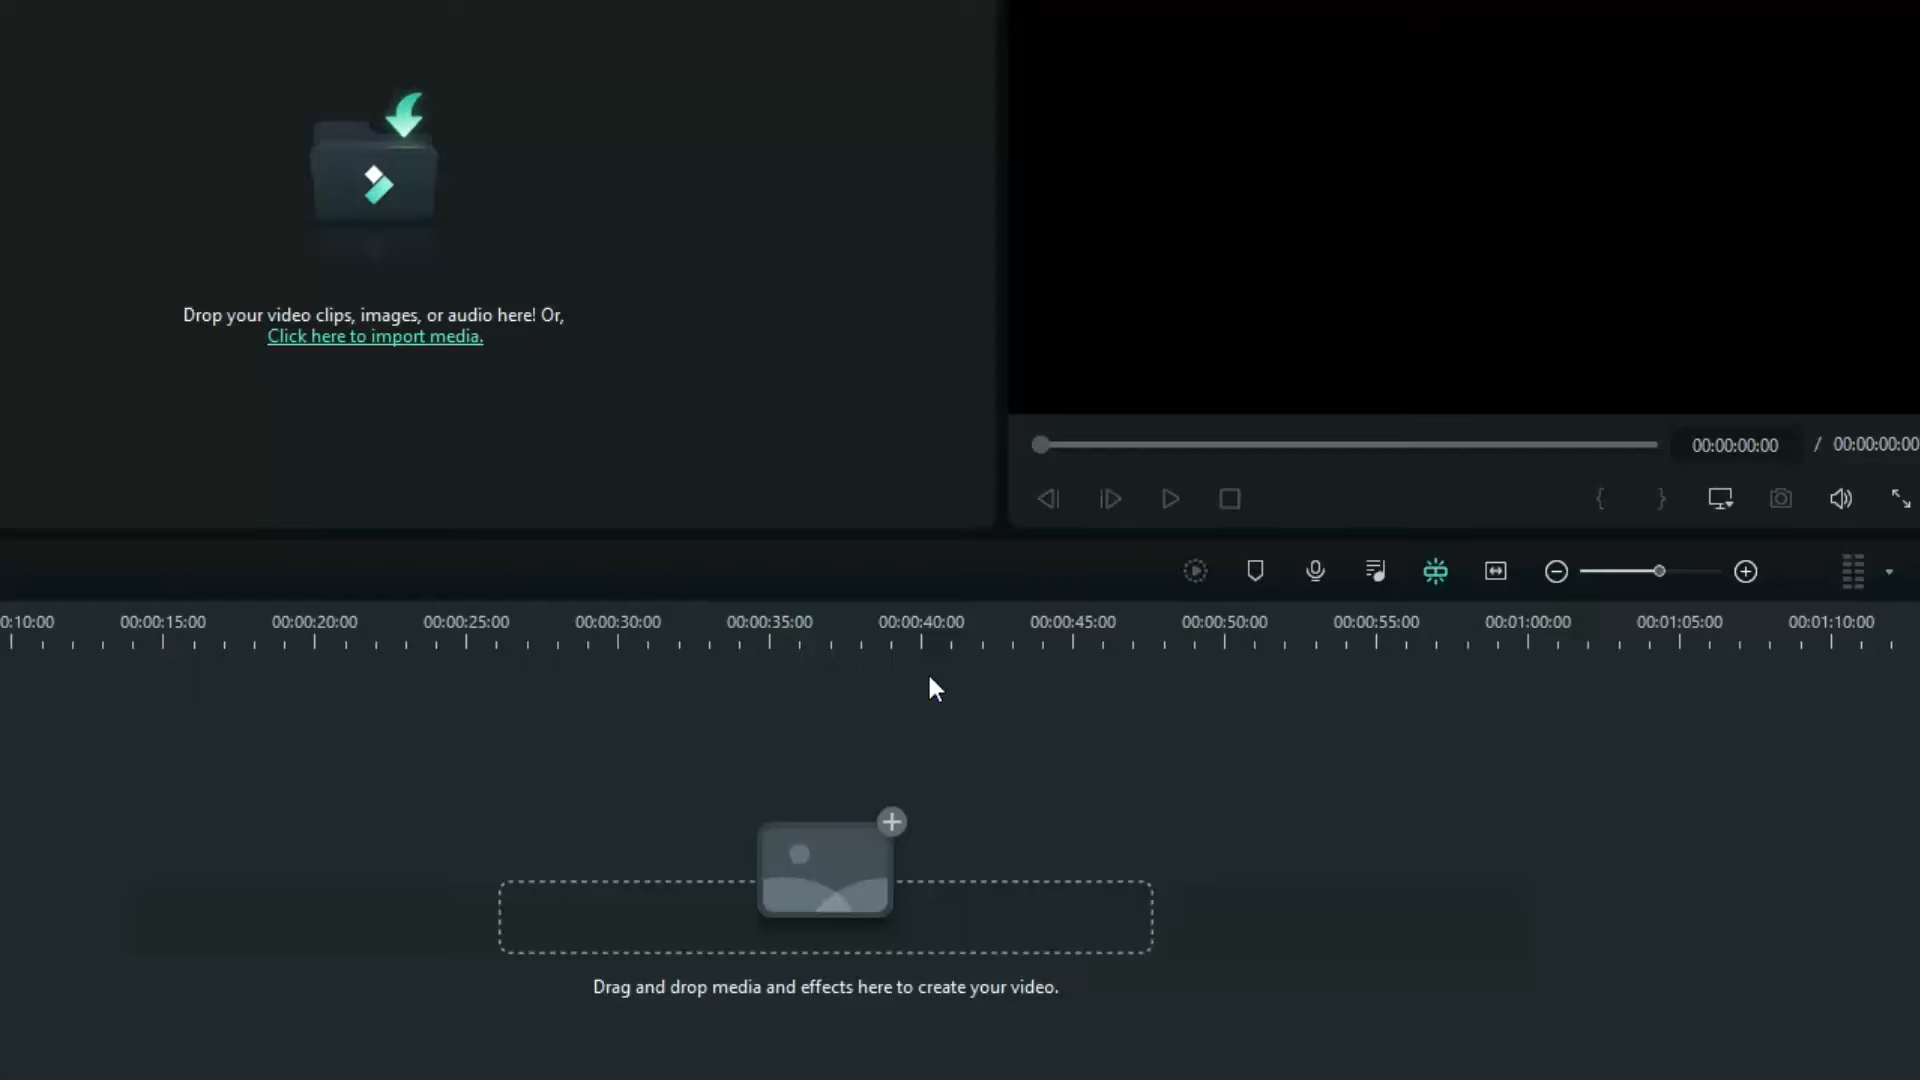 Drop your video clips, images, or audio here! Or,
Click here to import media.
00:00:00:00 / 00:00:00:00
{ }
0:10:00 00:00:15:00 00:00:20:00 00:00:25:00 00:00:30:00 00:00:35:00 00:00:40:00 00:00:45:00 00:00:50:00 00:00:55:00 00:01:00:00 00:01:05:00 00:01:10:00
Drag and drop media and effects here to create your video.